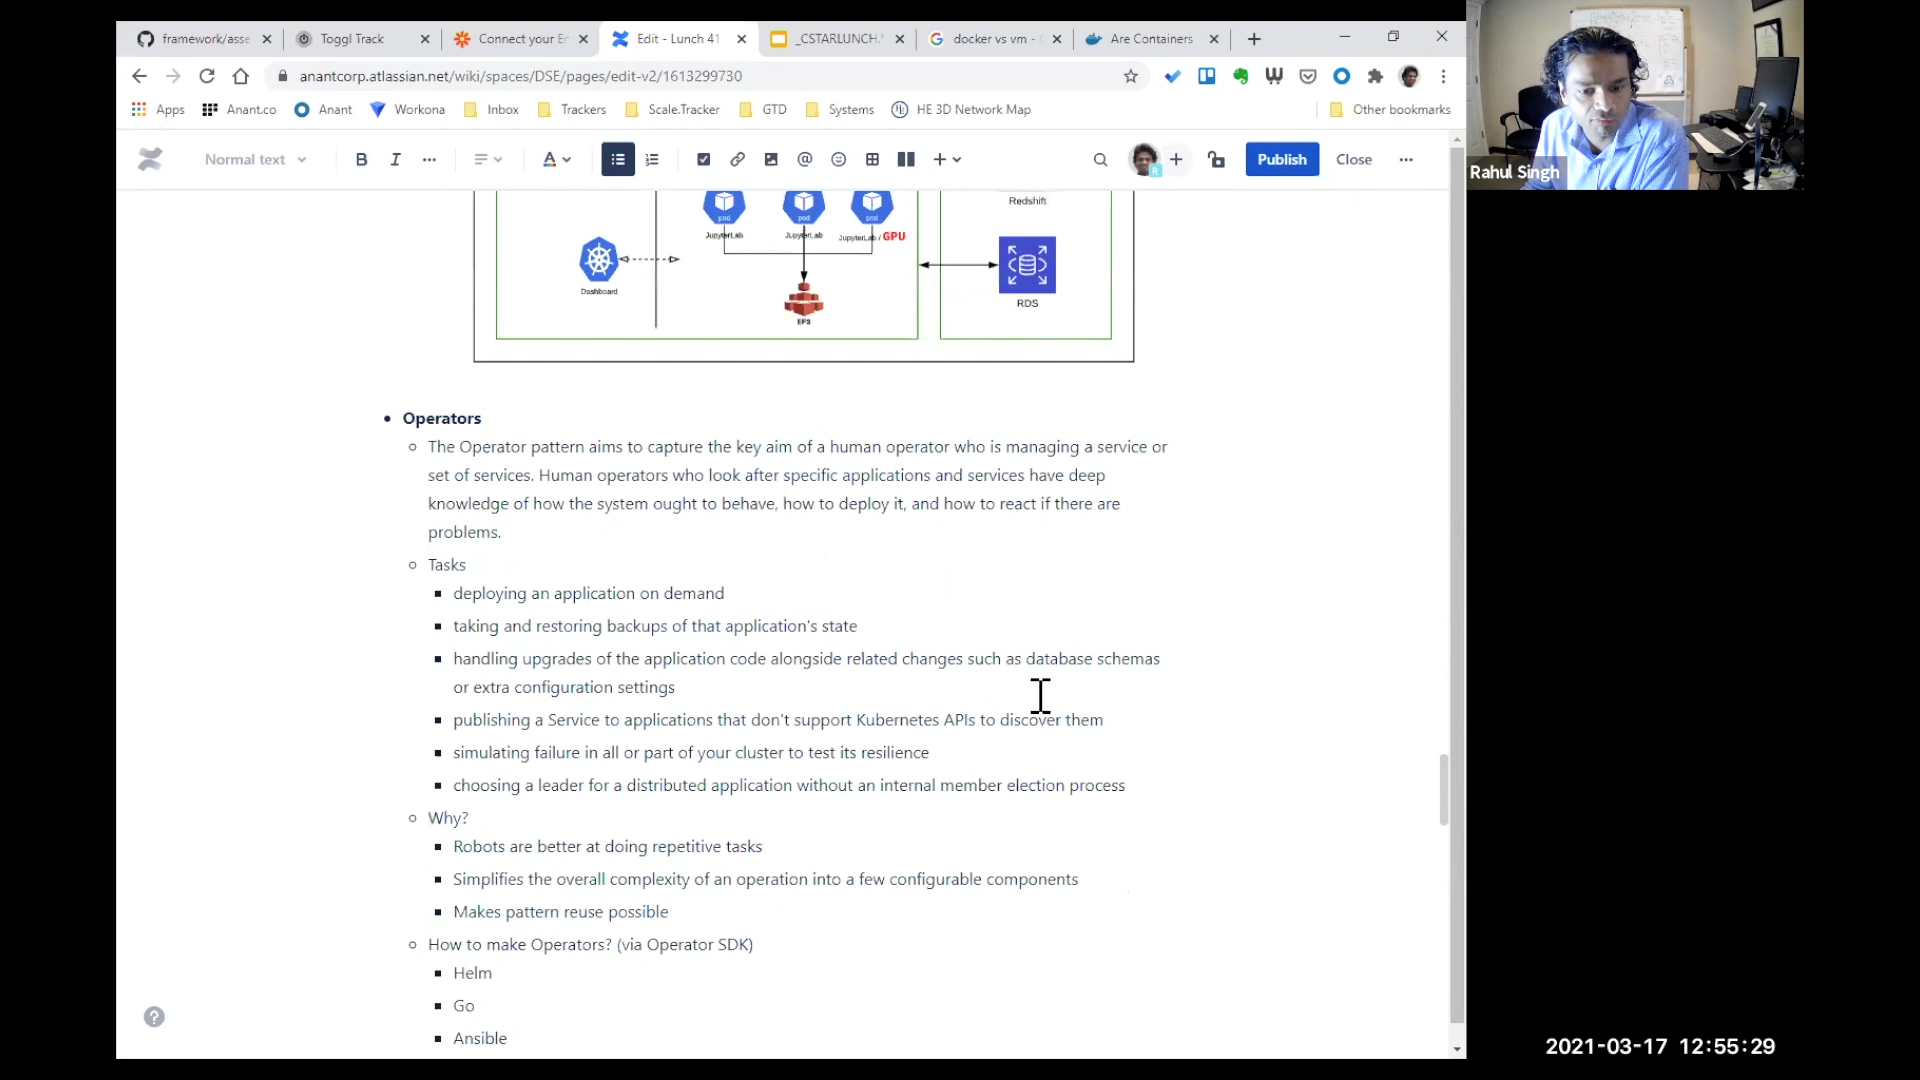 framework/asse
Toggl Track
Connect your Er
Edit - Lunch 41
_CSTARLUNCH.
docker vs vm -
Are Containers
anantcorp.atlassian.net/wiki/spaces/DSE/pages/edit-v2/1613299730
Apps
Anant.co
Anant
Workona
Inbox
Trackers
Scale.Tracker
GTD
Systems
HE 3D Network Map
Other bookmarks
Normal text
B
I
A
Publish
Close
Rahul Singh
Redshift
pod
pod
pod
JupyterLab
JupyterLab
JupyterLab / GPU
Dashboard
EFS
RDS
Operators
The Operator pattern aims to capture the key aim of a human operator who is managing a service or
set of services. Human operators who look after specific applications and services have deep
knowledge of how the system ought to behave, how to deploy it, and how to react if there are
problems.
Tasks
deploying an application on demand
taking and restoring backups of that application's state
handling upgrades of the application code alongside related changes such as database schemas
or extra configuration settings
publishing a Service to applications that don't support Kubernetes APIs to discover them
simulating failure in all or part of your cluster to test its resilience
choosing a leader for a distributed application without an internal member election process
Why?
Robots are better at doing repetitive tasks
Simplifies the overall complexity of an operation into a few configurable components
Makes pattern reuse possible
How to make Operators? (via Operator SDK)
Helm
Go
Ansible
2021-03-17 12:55:29